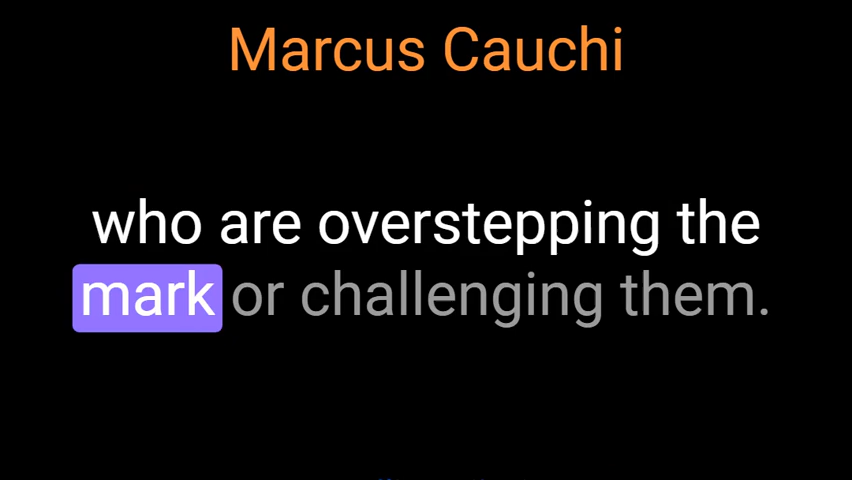 Marcus Cauchi
who are overstepping the
mark or challenging them.